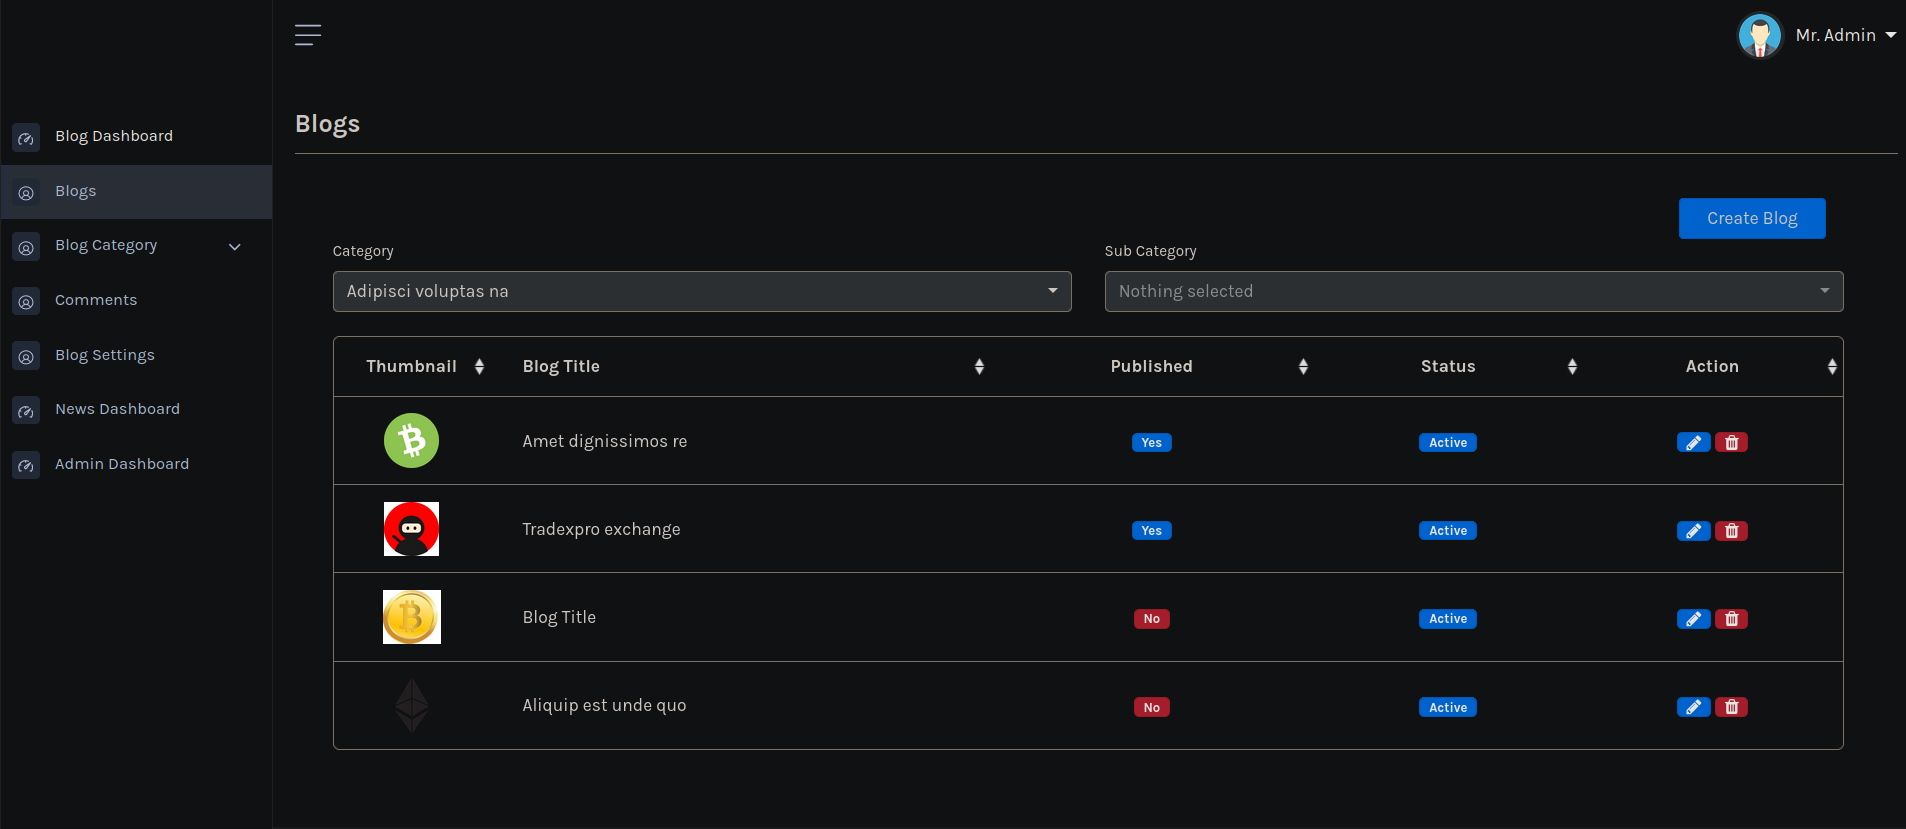 Mr. Admin
Blog Dashboard
Blogs
Blog Category
Comments
Blog Settings
News Dashboard
Admin Dashboard
Blogs
Create Blog
Category
Sub Category
Adipisci voluptas na
Nothing selected
Thumbnail Blog Title Published Status Action
Amet dignissimos re Yes Active
Tradexpro exchange Yes Active
Blog Title No Active
Aliquip est unde quo No Active